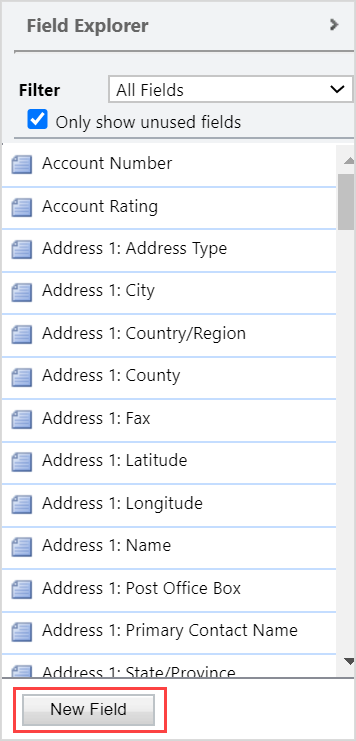 Field Explorer
Filter All Fields
Only show unused fields
Account Number
Account Rating
Address 1: Address Type
Address 1: City
Address 1: Country/Region
Address 1: County
Address 1: Fax
Address 1: Latitude
Address 1: Longitude
Address 1: Name
Address 1: Post Office Box
Address 1: Primary Contact Name
Address 1: State/Province
New Field